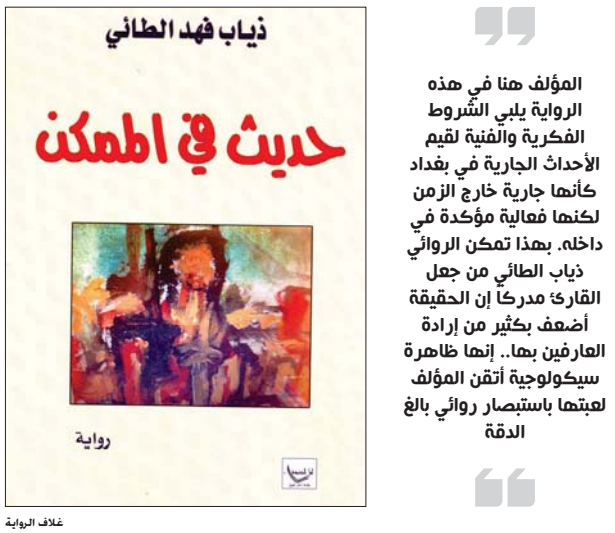 ذياب فهد الطائي
حديث في الممكن
رواية
غلاف الرواية
المؤلف هنا في هذه
الرواية يلبي الشروط
الفكرية والفنية لقيم
الأحداث الجارية في بغداد
كأنها جارية خارج الزمن
لكنها فعالية مؤكدة في
داخله. بهذا تمكن الروائي
ذياب الطائي من جعل
القارئ مدركاً إن الحقيقة
أضعف بكثير من إرادة
العارفين بها.. إنها ظاهرة
سيكولوجية أتقن المؤلف
لعبتها باستبصار روائي بالغ
الدقة